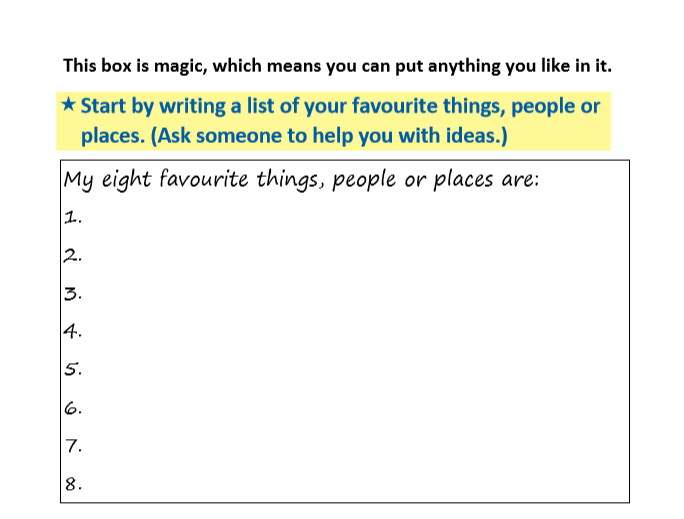 This box is magic, which means you can put anything you like in it.
★ Start by writing a list of your favourite things, people or
places. (Ask someone to help you with ideas.)
My eight favourite things, people or places are:
1.
2.
3.
4.
5.
6.
7.
8.